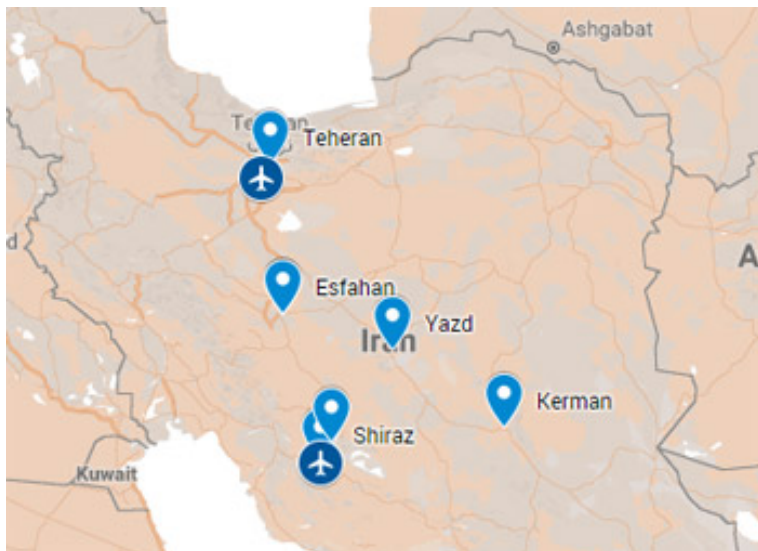 Ashgabat
Teheran
Esfahan
Yazd
Iran
Kerman
Shiraz
Kuwait